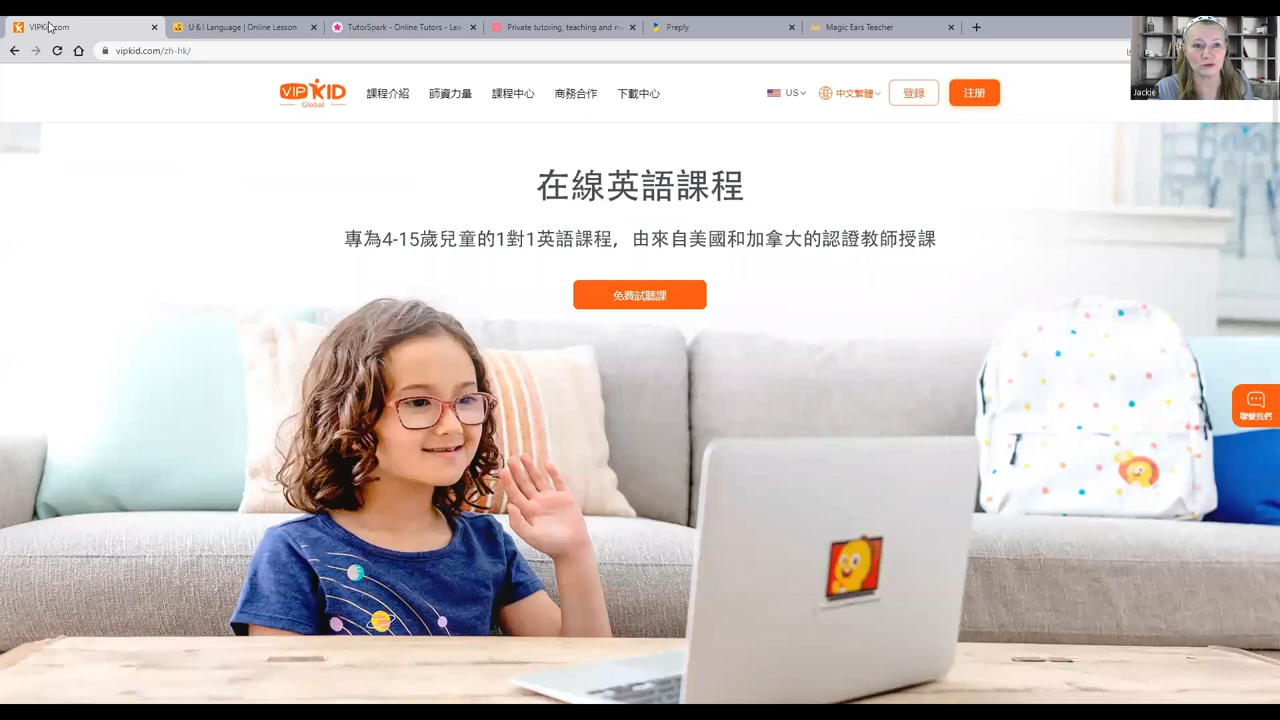 VIPKid.com
U & I Language | Online Lesson
TutorSpark - Online Tutors - Lea
Private tutoring, teaching and m
Preply
Magic Ears Teacher
vipkid.com/zh-hk/
Jackie
VIPKID
Global
課程介紹
師資力量
課程中心
商務合作
下載中心
US
中文繁體
登錄
注册
在線英語課程
專為4-15歲兒童的1對1英語課程，由來自美國和加拿大的認證教師授課
免費試聽課
聯繫我們